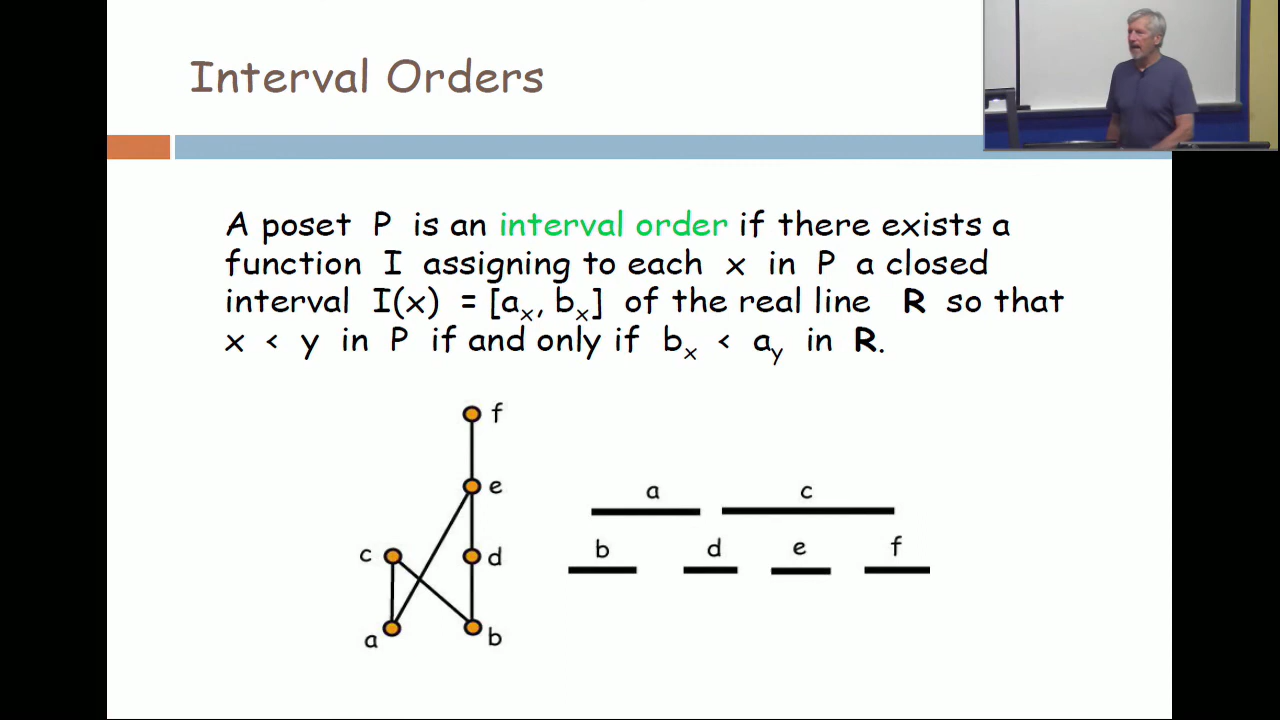 Interval Orders
A poset P is an interval order if there exists a
function I assigning to each x in P a closed
interval I(x) = [aₓ, bₓ] of the real line R so that
x < y in P if and only if bₓ < a_y in R.
f
e
c
d
a
b
a
c
b
d
e
f